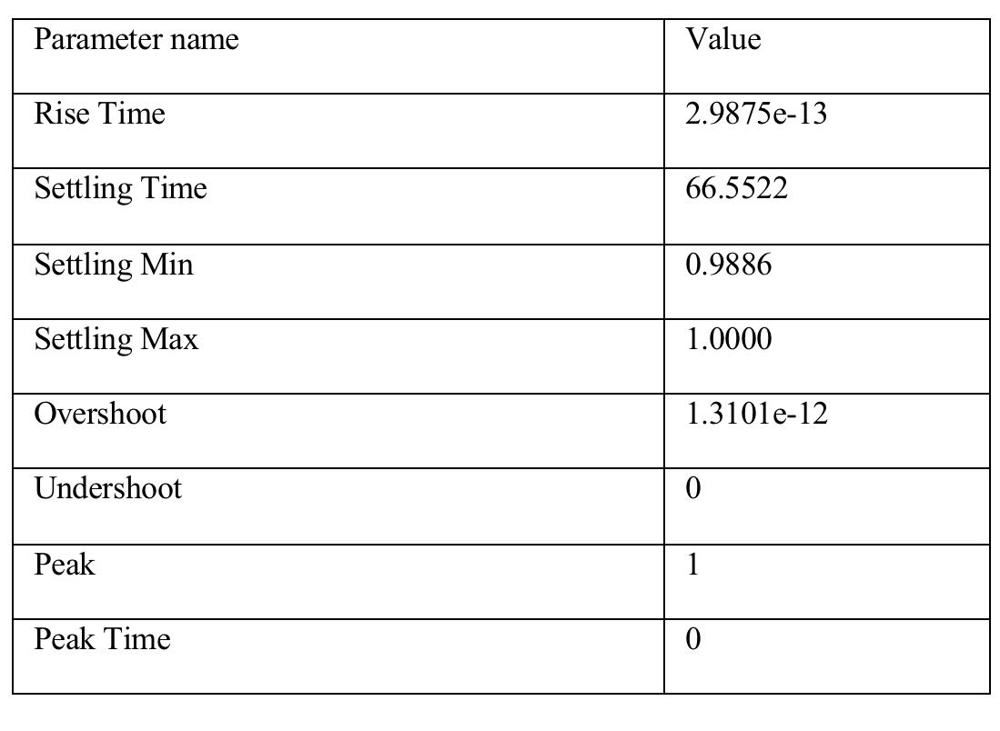 Parameter name Value
Rise Time 2.9875e-13
Settling Time 66.5522
Settling Min 0.9886
Settling Max 1.0000
Overshoot 1.3101e-12
Undershoot 0
Peak 1
Peak Time 0